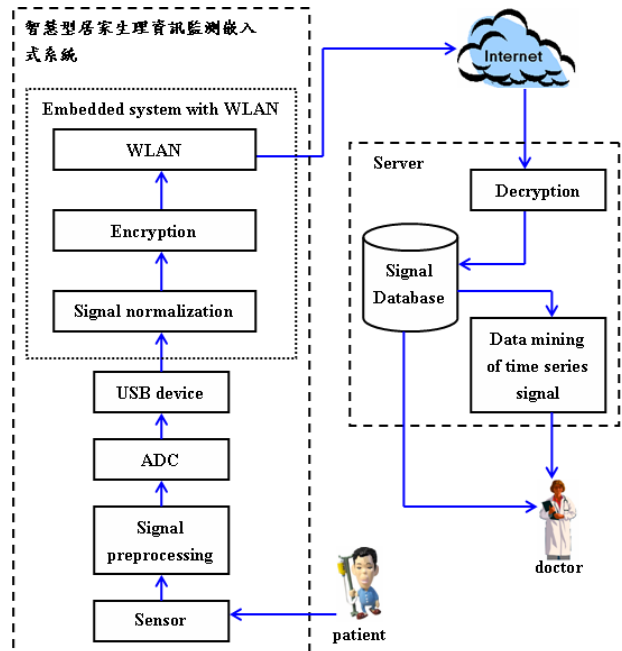 智慧型居家生理資訊監測嵌入
式系統
Embedded system with WLAN
WLAN
Encryption
Signal normalization
USB device
ADC
Signal
preprocessing
Sensor
patient
Internet
Server
Decryption
Signal
Database
Data mining
of time series
signal
doctor